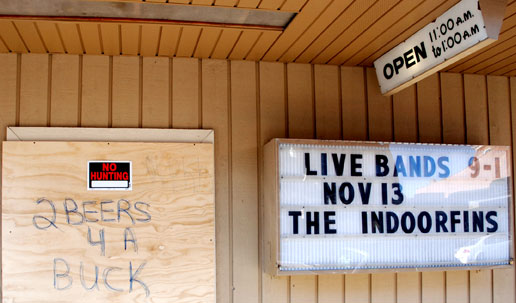 OPEN 11:00 A.M.
to 1:00 A.M
NO
HUNTING
2 BEERS
4 A
BUCK
LIVE BANDS 9-1
NOV 13
THE INDOORFINS